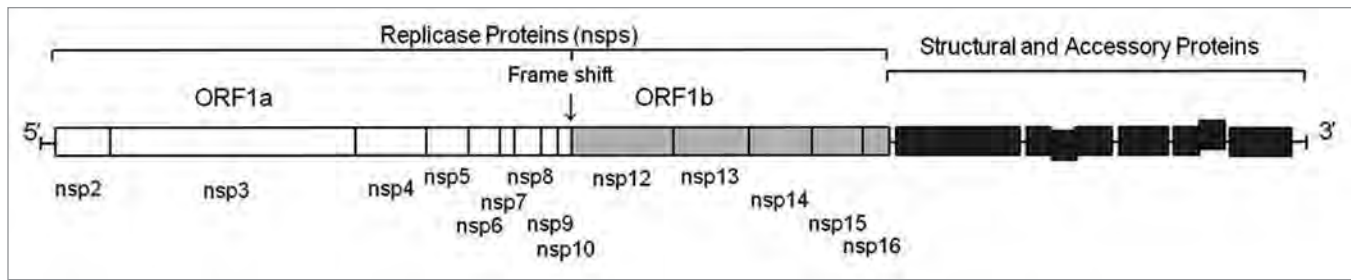 Replicase Proteins (nsps)
Structural and Accessory Proteins
Frame shift
ORF1a
ORF1b
5'
3'
nsp2
nsp3
nsp4
nsp5
nsp6
nsp7
nsp8
nsp9
nsp10
nsp12
nsp13
nsp14
nsp15
nsp16